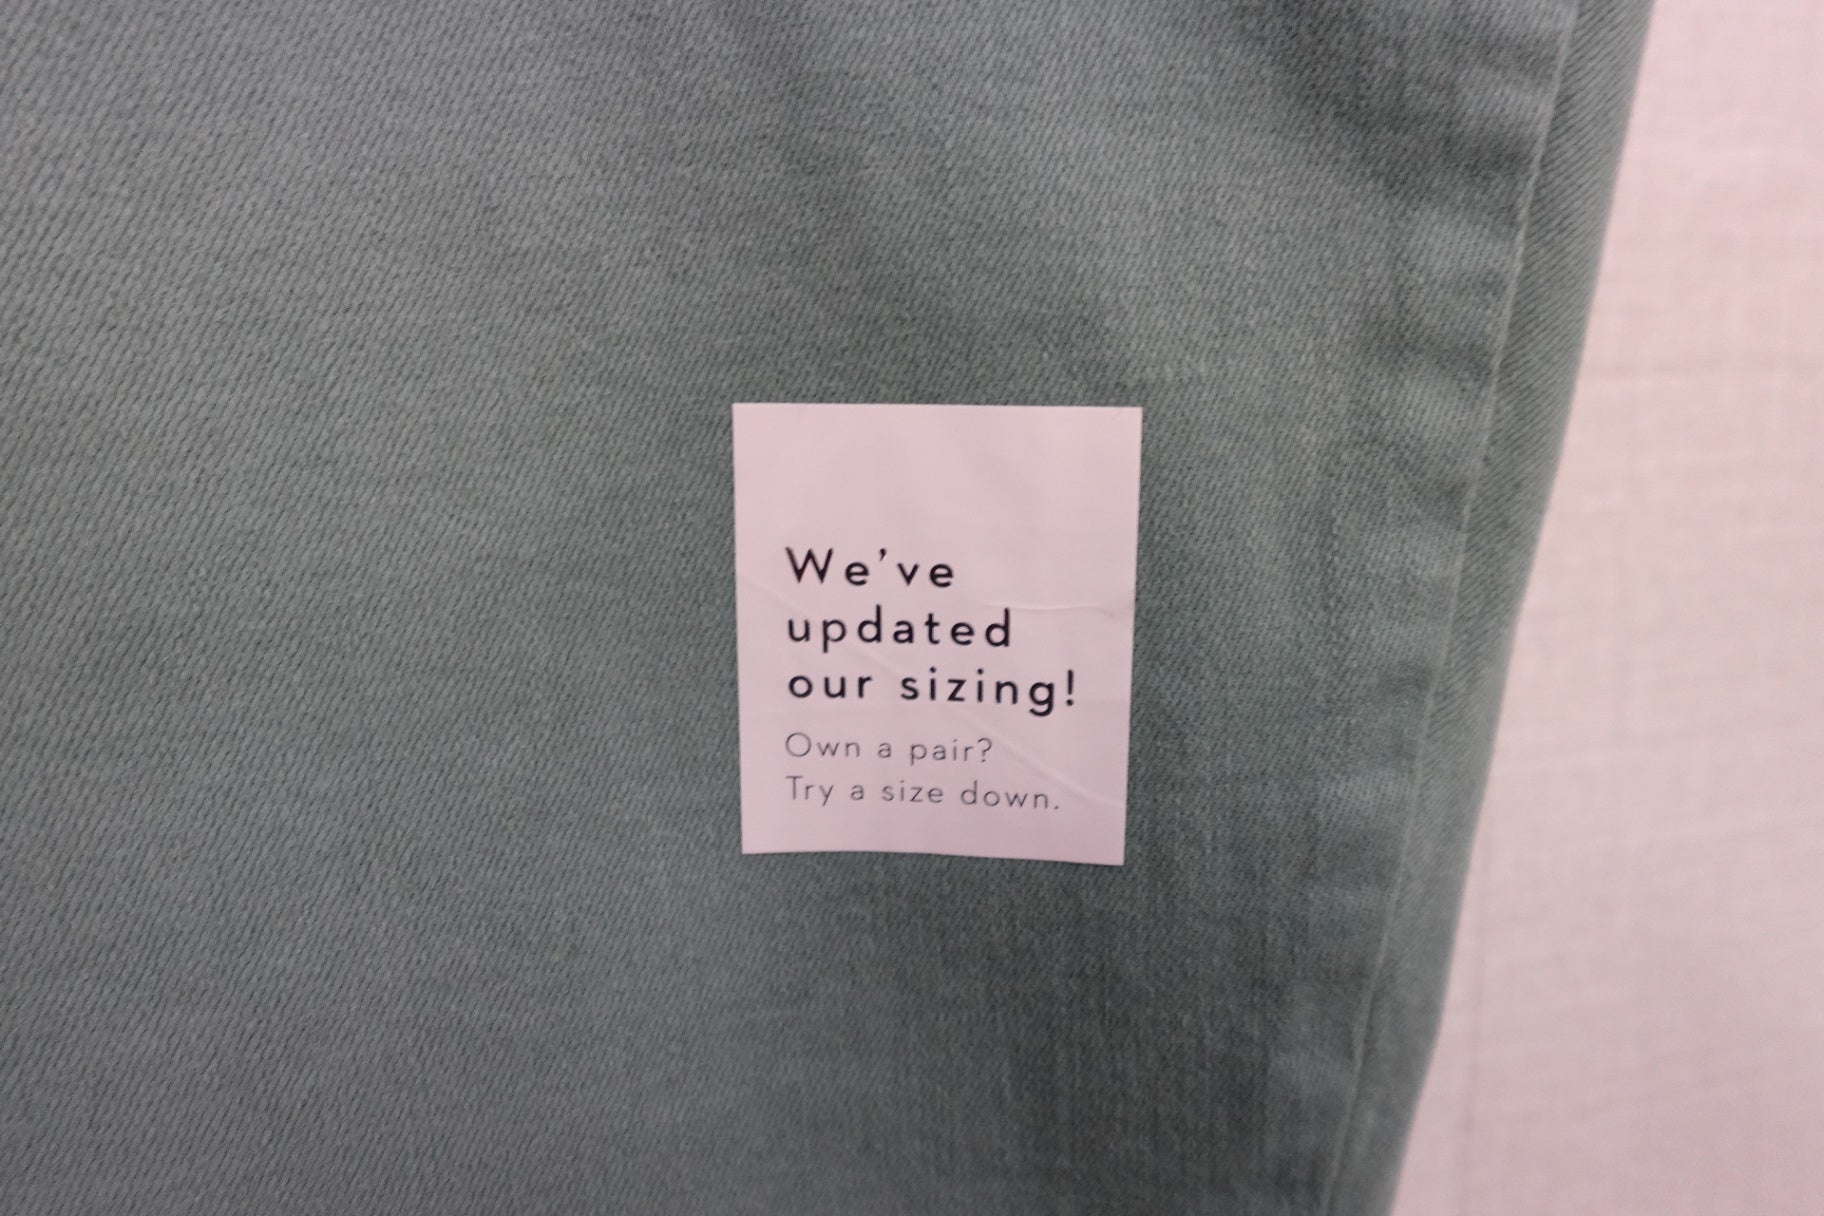 We've
updated
our sizing!
Own a pair?
Try a size down.